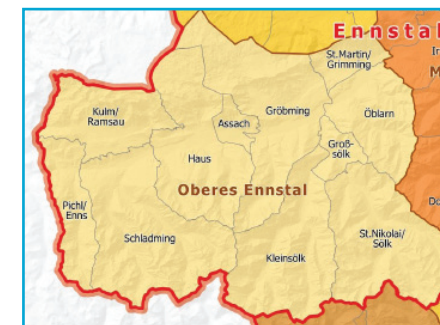 Ennstal
St.Martin/
Grimming
Kulm/
Ramsau
Assach
Gröbming
Öblarn
Groß-
sölk
Haus
Oberes Ennstal
Pichl/
Enns
Schladming
Kleinsölk
St.Nikolai/
Sölk